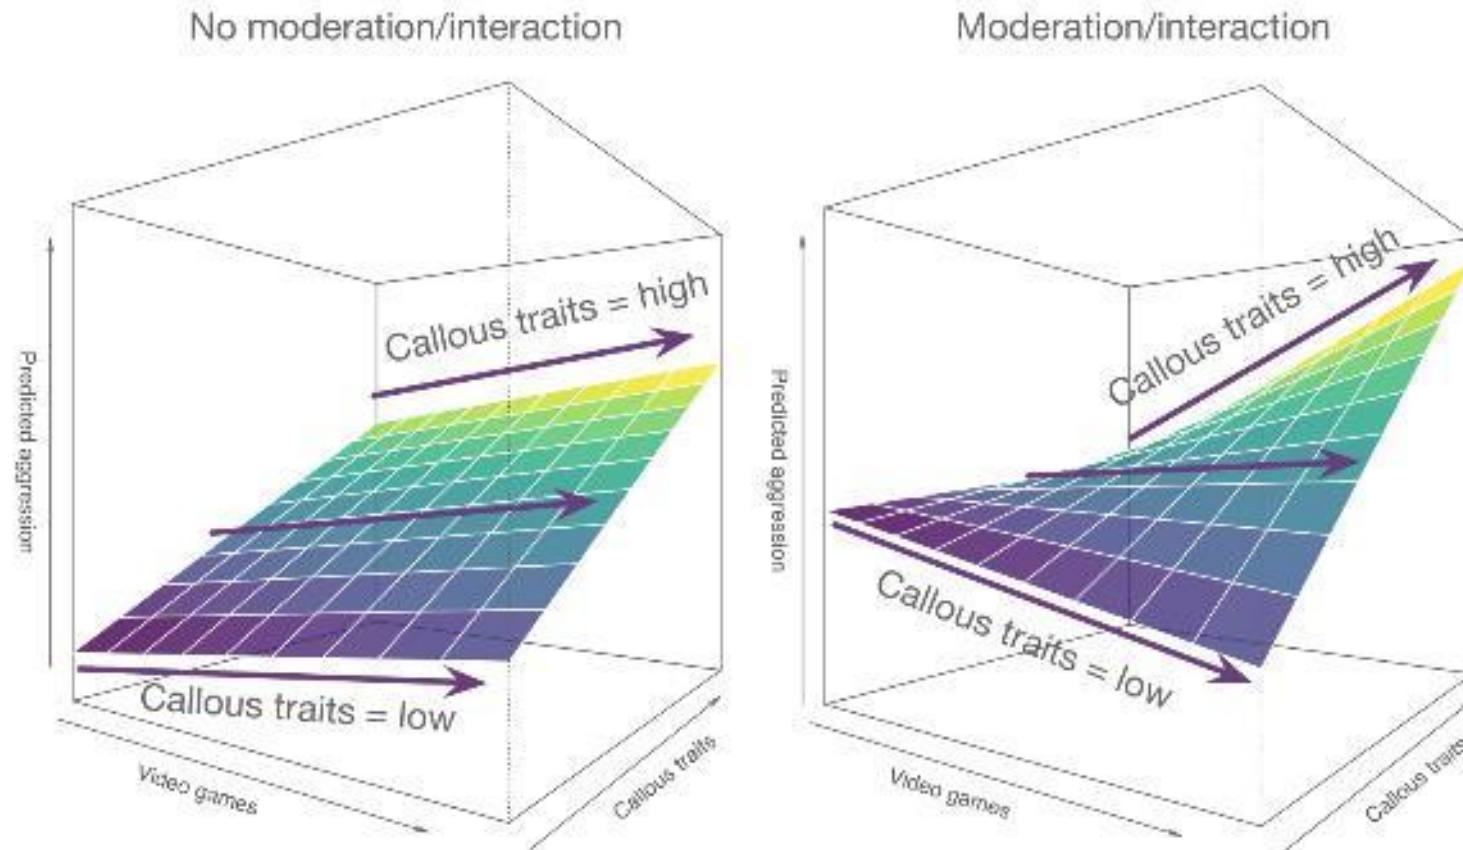 No moderation/interaction
Callous traits = high
Predicted aggression
Callous traits = low
Video games
Callous traits
Moderation/interaction
Callous traits = high
Predicted aggression
Callous traits = low
Video games
Callous traits